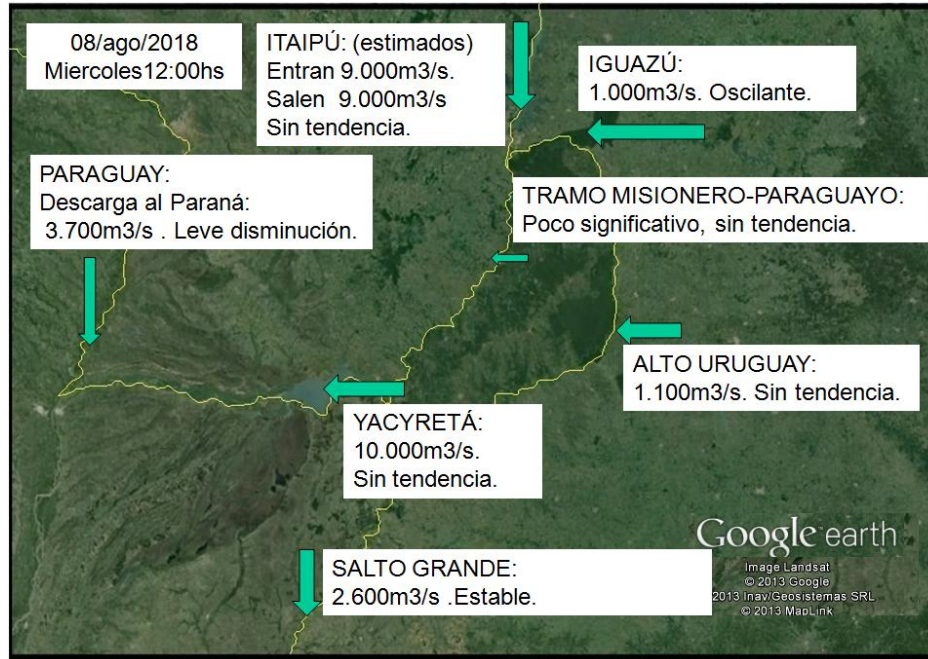 08/ago/2018
Miercoles12:00hs
ITAIPÚ: (estimados)
Entran 9.000m3/s.
Salen 9.000m3/s
Sin tendencia.
IGUAZÚ:
1.000m3/s. Oscilante.
PARAGUAY:
Descarga al Paraná:
3.700m3/s . Leve disminución.
TRAMO MISIONERO-PARAGUAYO:
Poco significativo, sin tendencia.
ALTO URUGUAY:
1.100m3/s. Sin tendencia.
YACYRETÁ:
10.000m3/s.
Sin tendencia.
SALTO GRANDE:
2.600m3/s .Estable.
Google earth
Image Landsat
© 2013 Google
2013 Inav/Geosistemas SRL
© 2013 MapLink